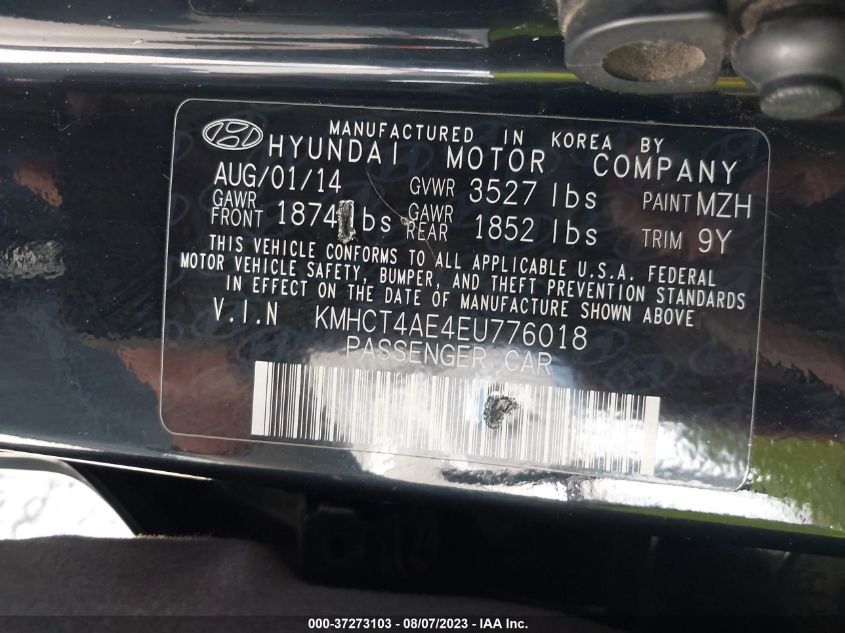 MANUFACTURED IN KOREA BY
HYUNDAI MOTOR COMPANY
AUG/01/14 GVWR 3527 lbs PAINT MZH
GAWR FRONT 1874 lbs GAWR REAR 1852 lbs TRIM 9Y
THIS VEHICLE CONFORMS TO ALL APPLICABLE U.S.A. FEDERAL
MOTOR VEHICLE SAFETY, BUMPER, AND THEFT PREVENTION STANDARDS
IN EFFECT ON THE DATE OF MANUFACTURE SHOWN ABOVE
V.I.N KMHCT4AE4EU776018
PASSENGER CAR
000-37273103 - 08/07/2023 - IAA Inc.